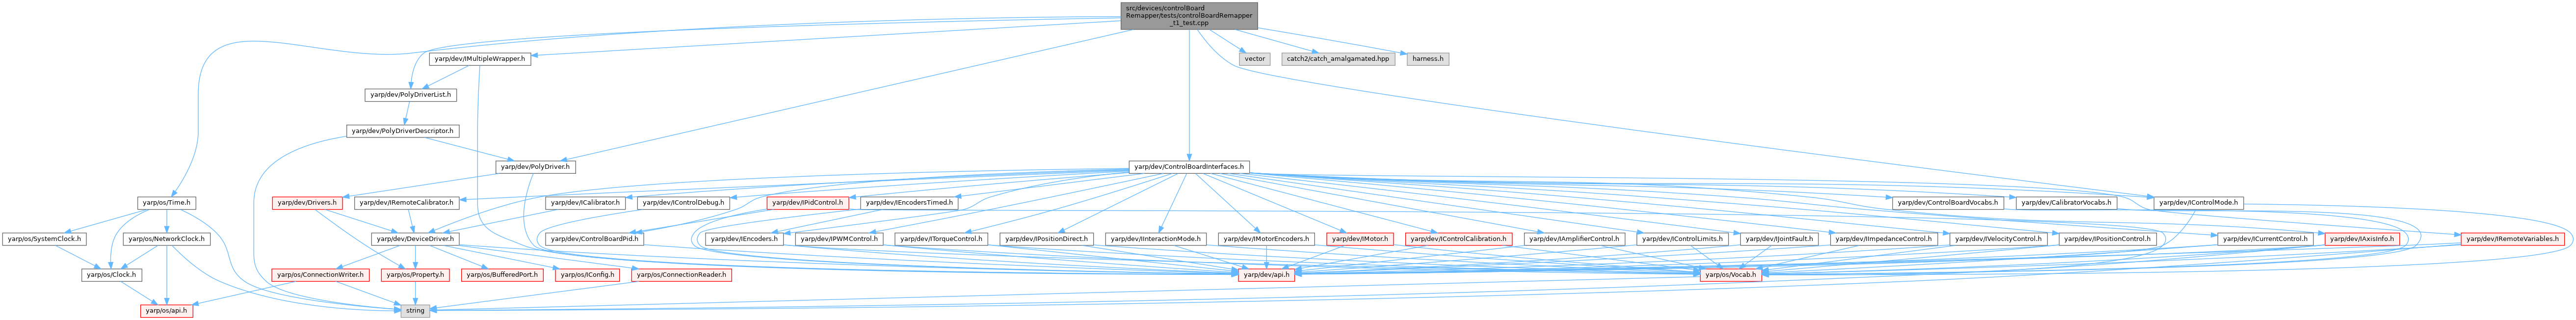 src/devices/controlBoard
Remapper/tests/controlBoardRemapper
_t1_test.cpp
yarp/dev/IMultipleWrapper.h
vector
catch2/catch_amalgamated.hpp
harness.h
yarp/dev/PolyDriverList.h
yarp/dev/PolyDriverDescriptor.h
yarp/dev/PolyDriver.h
yarp/dev/ControlBoardInterfaces.h
yarp/os/Time.h
yarp/dev/Drivers.h
yarp/dev/IRemoteCalibrator.h
yarp/dev/ICalibrator.h
yarp/dev/IControlDebug.h
yarp/dev/IPidControl.h
yarp/dev/IEncodersTimed.h
yarp/dev/ControlBoardVocabs.h
yarp/dev/CalibratorVocabs.h
yarp/dev/IControlMode.h
yarp/os/SystemClock.h
yarp/os/NetworkClock.h
yarp/dev/DeviceDriver.h
yarp/dev/ControlBoardPid.h
yarp/dev/IEncoders.h
yarp/dev/IPWMControl.h
yarp/dev/ITorqueControl.h
yarp/dev/IPositionDirect.h
yarp/dev/IInteractionMode.h
yarp/dev/IMotorEncoders.h
yarp/dev/IMotor.h
yarp/dev/IControlCalibration.h
yarp/dev/IAmplifierControl.h
yarp/dev/IControlLimits.h
yarp/dev/IJointFault.h
yarp/dev/IImpedanceControl.h
yarp/dev/IVelocityControl.h
yarp/dev/IPositionControl.h
yarp/dev/ICurrentControl.h
yarp/dev/IAxisInfo.h
yarp/dev/IRemoteVariables.h
yarp/os/Clock.h
yarp/os/ConnectionWriter.h
yarp/os/Property.h
yarp/os/BufferedPort.h
yarp/os/IConfig.h
yarp/os/ConnectionReader.h
yarp/dev/api.h
yarp/os/Vocab.h
yarp/os/api.h
string